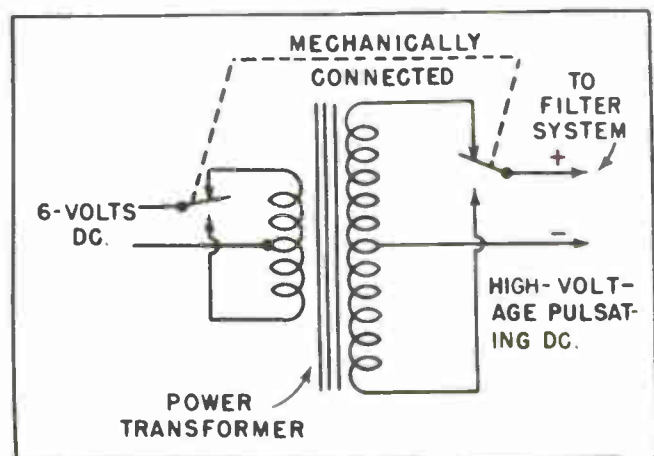 MECHANICALLY
CONNECTED
TO
FILTER
SYSTEM
+
6-VOLTS
DC.
-
HIGH-VOLT-
AGE PULSAT-
ING DC.
POWER
TRANSFORMER